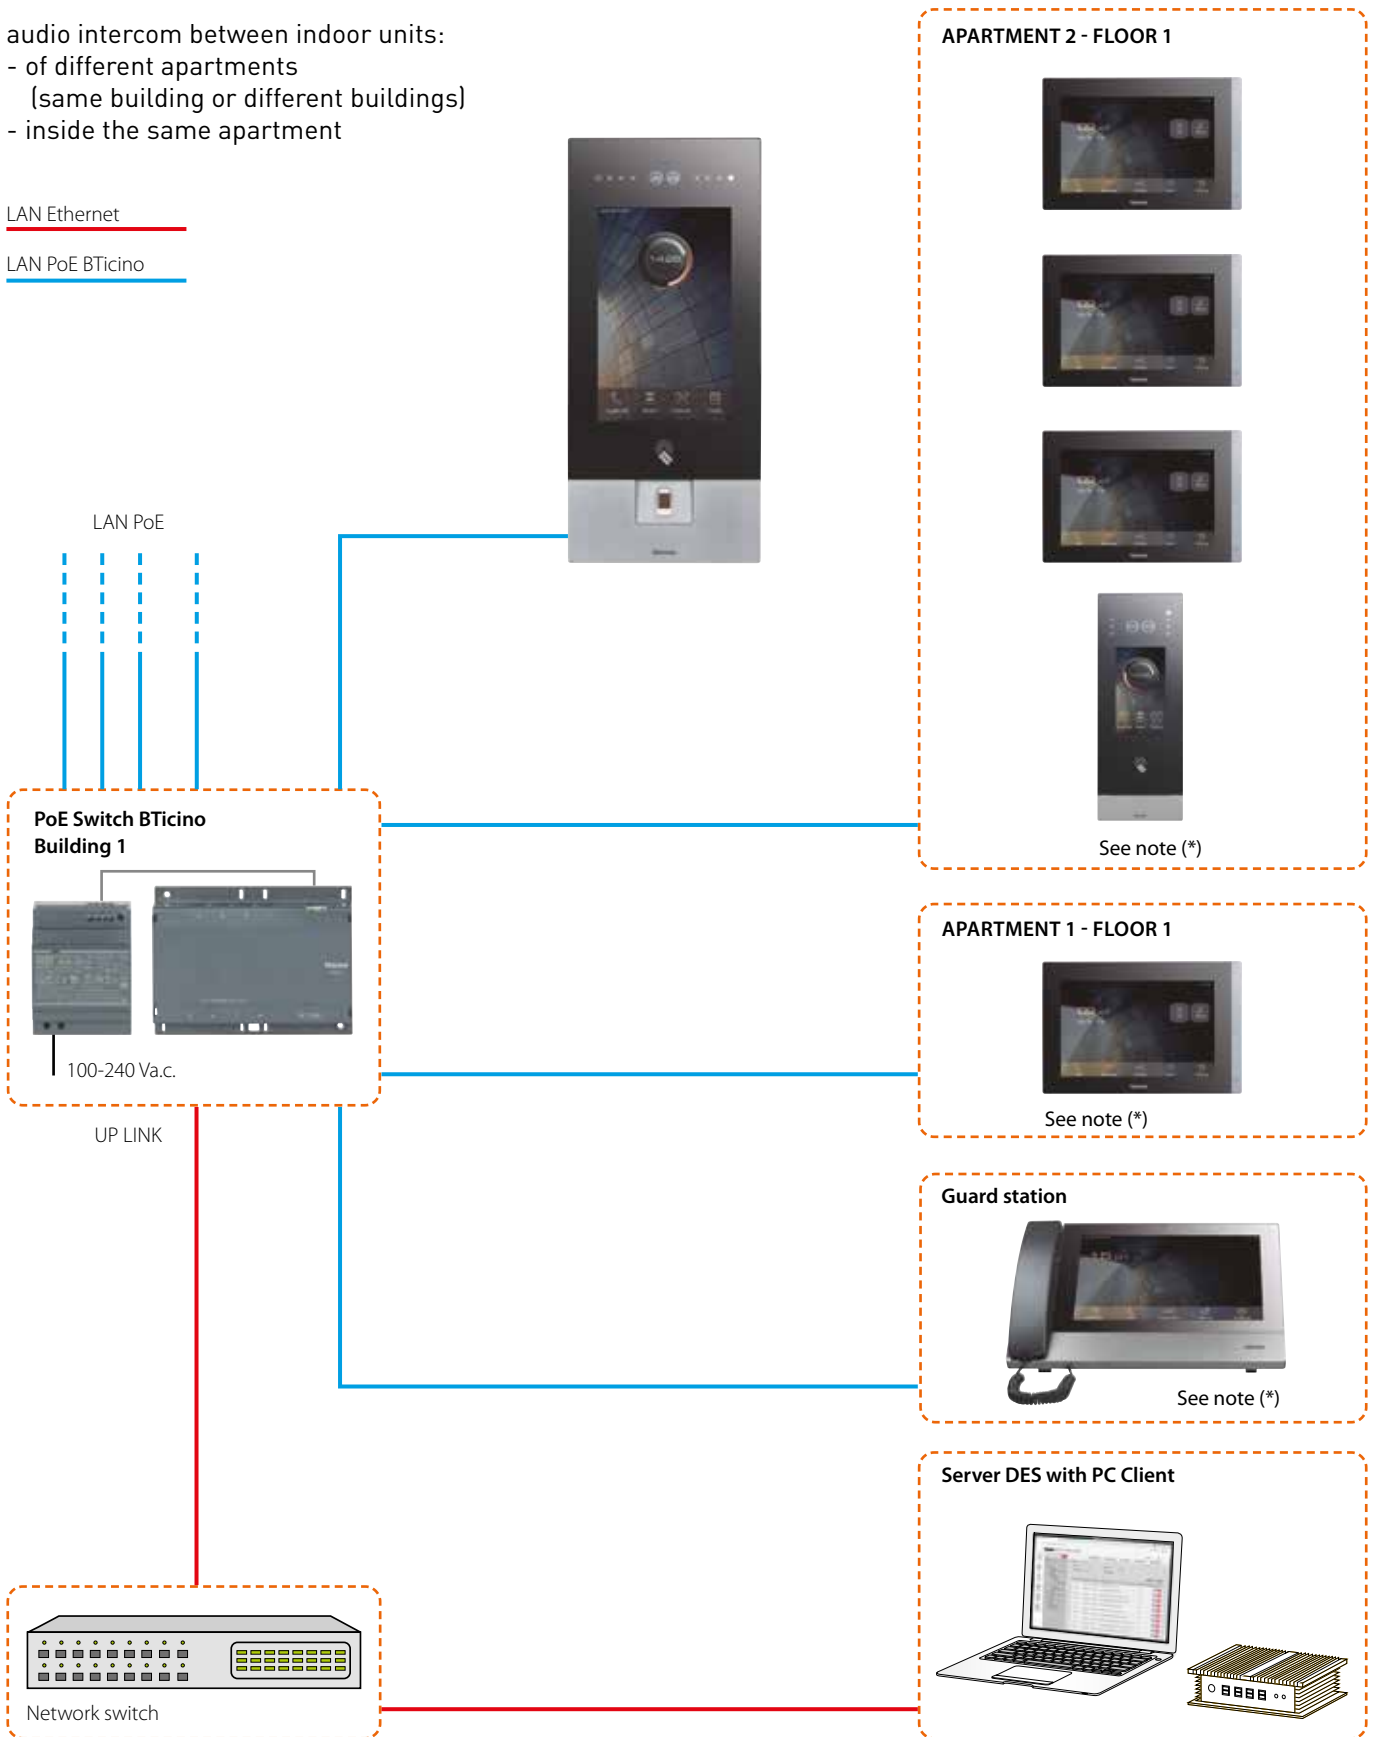 audio intercom between indoor units:
- of different apartments
(same building or different buildings)
- inside the same apartment
LAN Ethernet
LAN PoE BTicino
LAN PoE
APARTMENT 2 - FLOOR 1
See note (*)
PoE Switch BTicino
Building 1
100-240 Va.c.
UP LINK
APARTMENT 1 - FLOOR 1
See note (*)
Guard station
See note (*)
Server DES with PC Client
Network switch